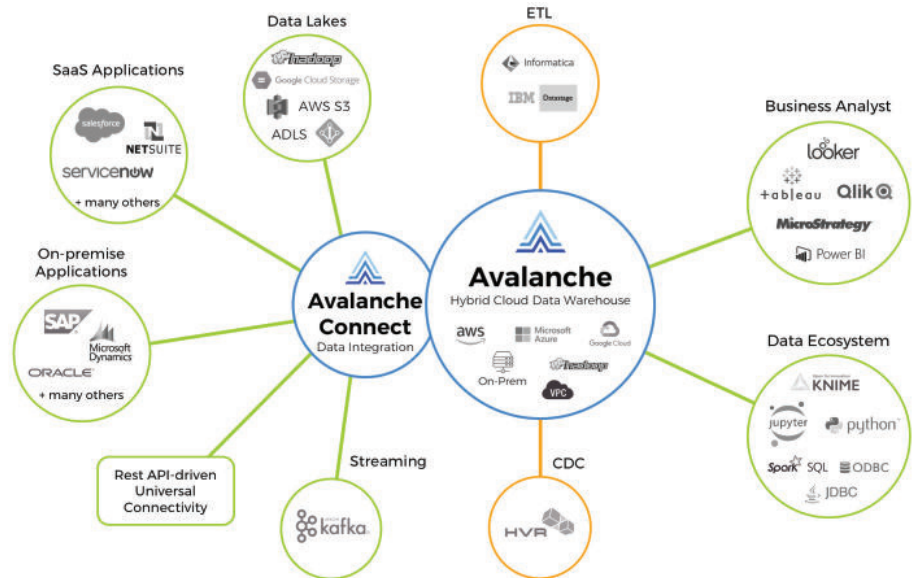 Data Lakes
hadoop
Google Cloud Storage
AWS S3
ADLS
ETL
Informatica
IBM Datastage
SaaS Applications
salesforce
NETSUITE
servicenow
+ many others
Business Analyst
looker
+ableau
Qlik
MicroStrategy
Power BI
On-premise
Applications
SAP
Microsoft
Dynamics
ORACLE
+ many others
Avalanche
Connect
Data Integration
Avalanche
Hybrid Cloud Data Warehouse
aws
Microsoft
Azure
Google Cloud
On-Prem
hadoop
VPC
Data Ecosystem
KNIME
jupyter
python
Spark SQL
ODBC
JDBC
Rest API-driven
Universal
Connectivity
Streaming
kafka
CDC
HVR